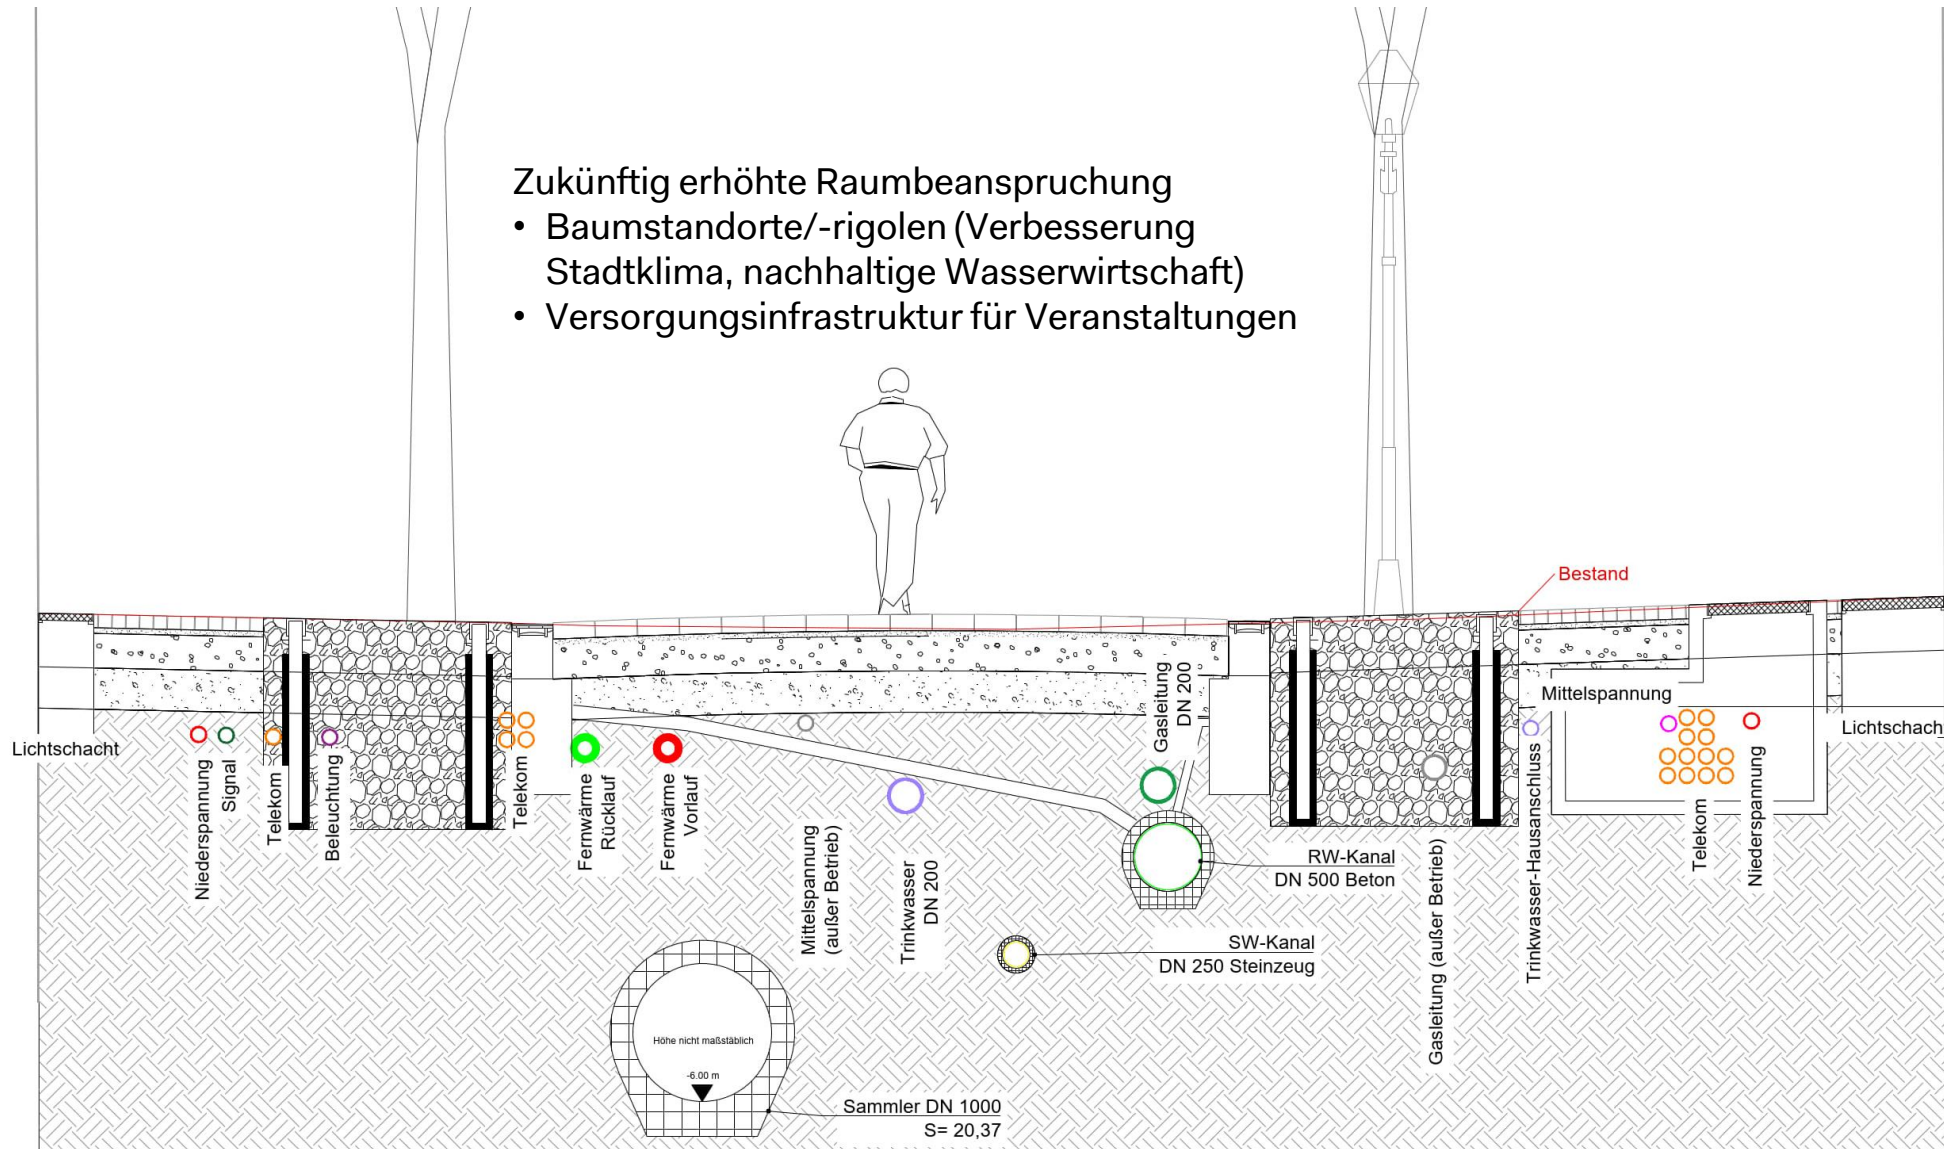 Zukünftig erhöhte Raumbeanspruchung
• Baumstandorte/-rigolen (Verbesserung
Stadtklima, nachhaltige Wasserwirtschaft)
• Versorgungsinfrastruktur für Veranstaltungen
Bestand
Lichtschacht
Niederspannung
Signal
Telekom
Beleuchtung
Telekom
Fernwärme
Rücklauf
Fernwärme
Vorlauf
Mittelspannung
(außer Betrieb)
Trinkwasser
DN 200
Gasleitung
DN 200
RW-Kanal
DN 500 Beton
SW-Kanal
DN 250 Steinzeug
Gasleitung (außer Betrieb)
Trinkwasser-Hausanschluss
Mittelspannung
Telekom
Niederspannung
Lichtschach
Höhe nicht maßstäblich
-6.00 m
Sammler DN 1000
S= 20,37